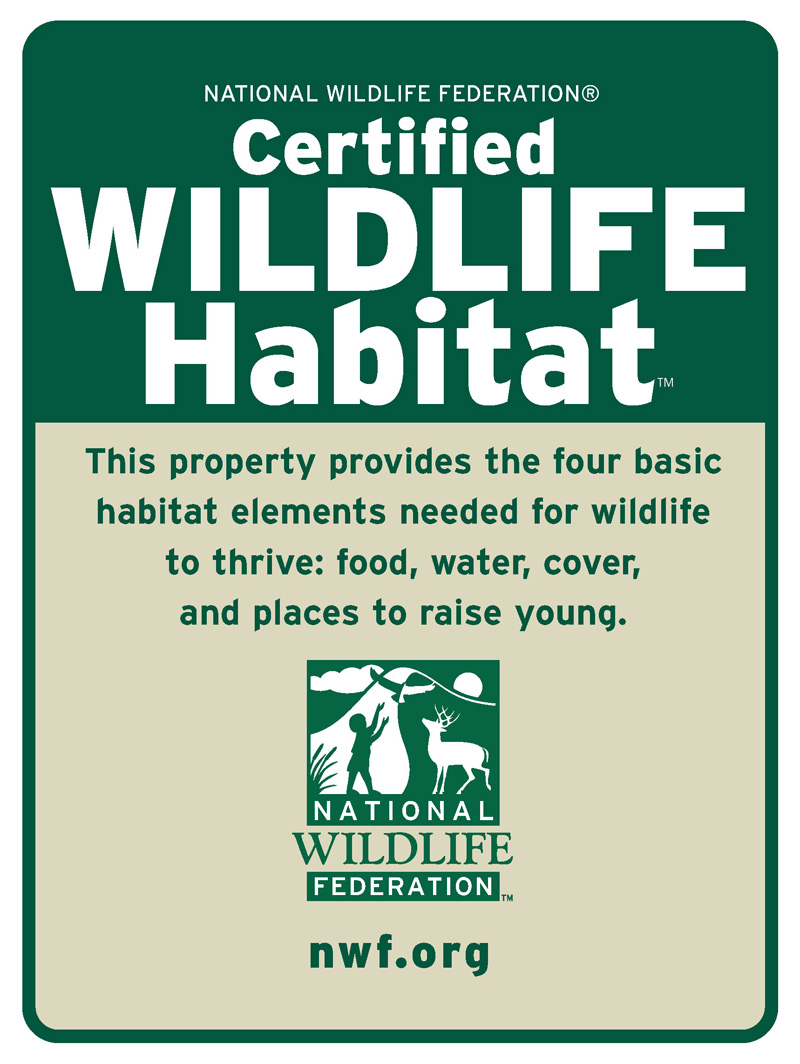 NATIONAL WILDLIFE FEDERATION®
Certified
WILDLIFE
Habitat™
This property provides the four basic
habitat elements needed for wildlife
to thrive: food, water, cover,
and places to raise young.
NATIONAL
WILDLIFE
FEDERATION™
nwf.org